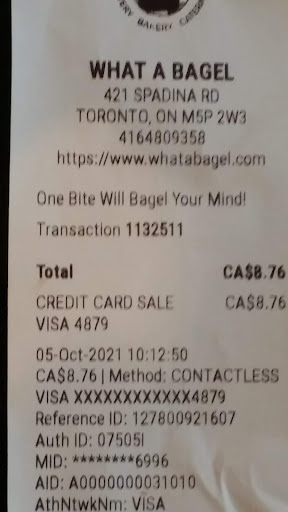 BAKERY CATERING
WHAT A BAGEL
421 SPADINA RD
TORONTO, ON M5P 2W3
4164809358
https://www.whatabagel.com
One Bite Will Bagel Your Mind!
Transaction 1132511
Total CA$8.76
CREDIT CARD SALE CA$8.76
VISA 4879
05-Oct-2021 10:12:50
CA$8.76 | Method: CONTACTLESS
VISA XXXXXXXXXXXX4879
Reference ID: 127800921607
Auth ID: 07505I
MID: ********6996
AID: A0000000031010
AthNtwkNm: VISA